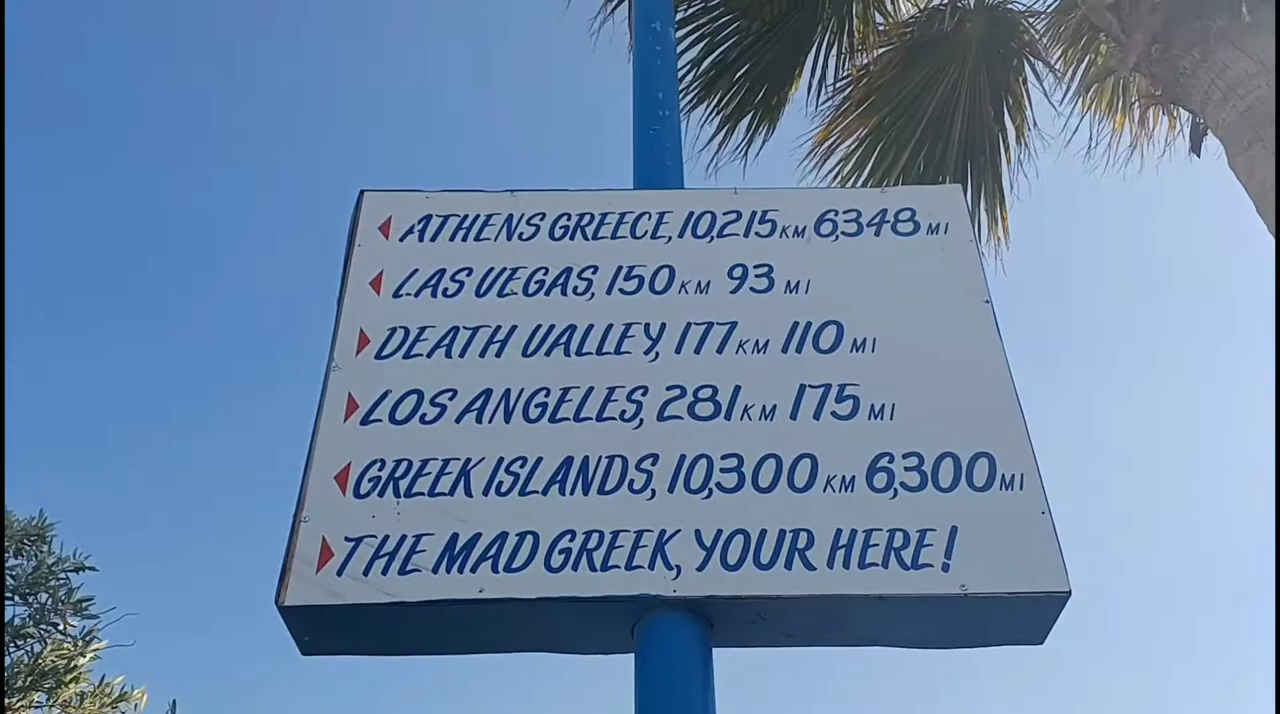 ATHENS GREECE, 10,215 KM 6,348 MI
LAS VEGAS, 150 KM 93 MI
DEATH VALLEY, 177 KM 110 MI
LOS ANGELES, 281 KM 175 MI
GREEK ISLANDS, 10,300 KM 6,300 MI
THE MAD GREEK, YOUR HERE!